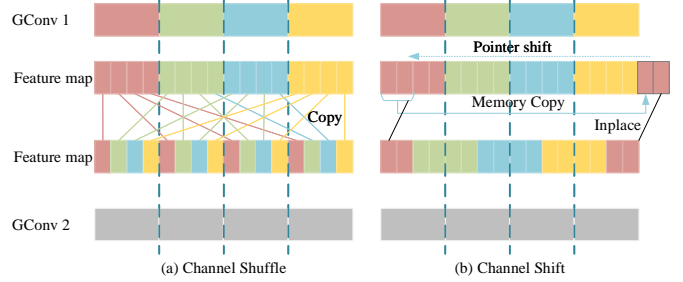 GConv 1
Pointer shift
Feature map
Copy
Memory Copy
Inplace
Feature map
GConv 2
(a) Channel Shuffle
(b) Channel Shift